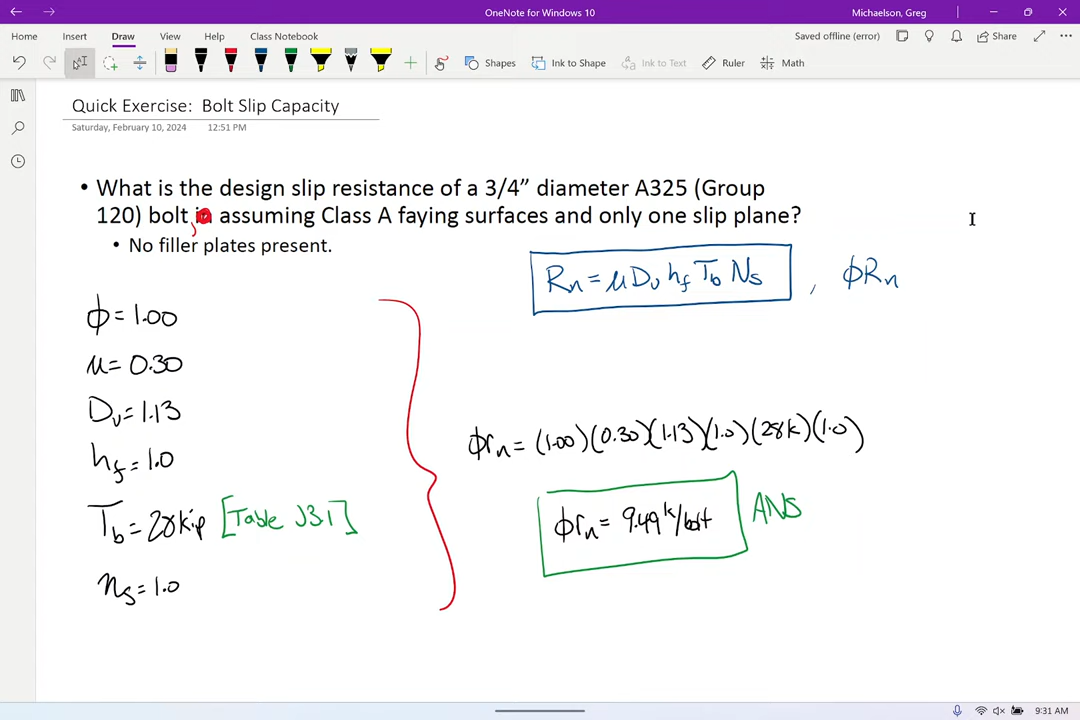 OneNote for Windows 10
Michaelson, Greg
Home Insert Draw View Help Class Notebook
Saved offline (error) Share
Shapes Ink to Shape Ink to Text Ruler Math
Quick Exercise: Bolt Slip Capacity
Saturday, February 10, 2024 12:51 PM
• What is the design slip resistance of a 3/4” diameter A325 (Group
120) bolt, assuming Class A faying surfaces and only one slip plane?
• No filler plates present.
Rn = μ Du hf Tb Ns , ϕRn
ϕ = 1.00
μ = 0.30
Du = 1.13
hf = 1.0
Tb = 28 kip [Table J3.1]
ns = 1.0
ϕrn = (1.00)(0.30)(1.13)(1.0)(28k)(1.0)
ϕrn = 9.49 k/bolt ANS
9:31 AM